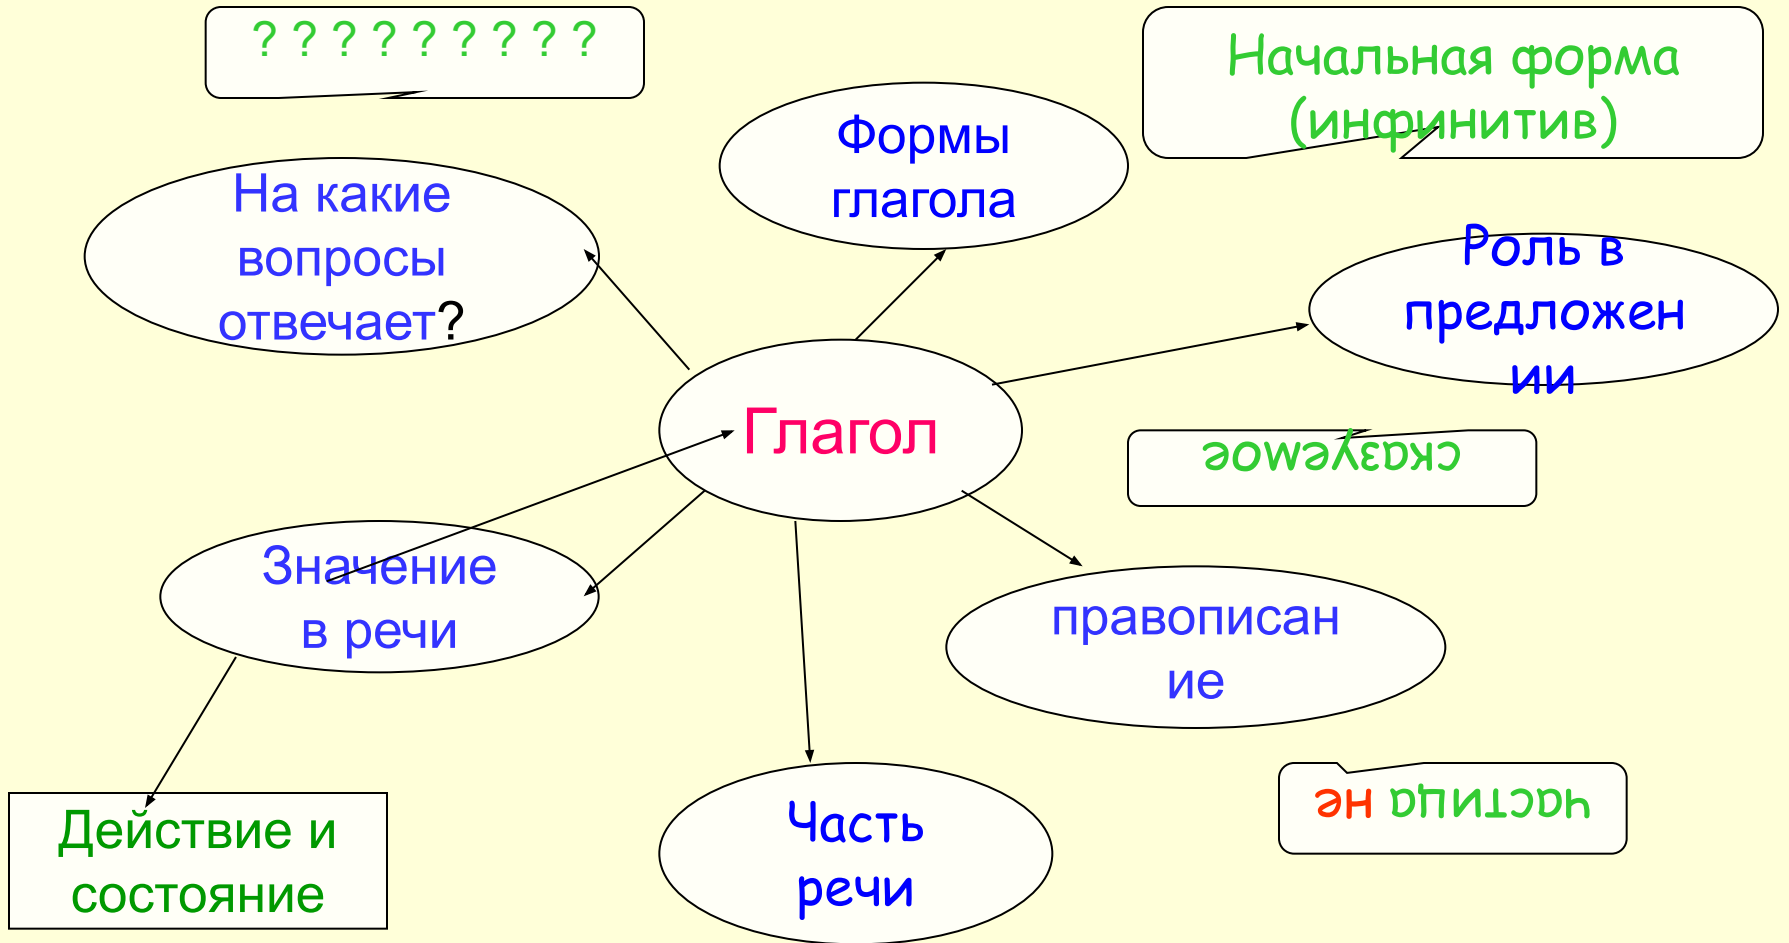 ? ? ? ? ? ? ? ? ?
Начальная форма
(инфинитив)
Формы
глагола
На какие
вопросы
отвечает?
Роль в
предложен
ии
Глагол
сказуемое
Значение
в речи
правописан
ие
частица не
Действие и
состояние
Часть
речи